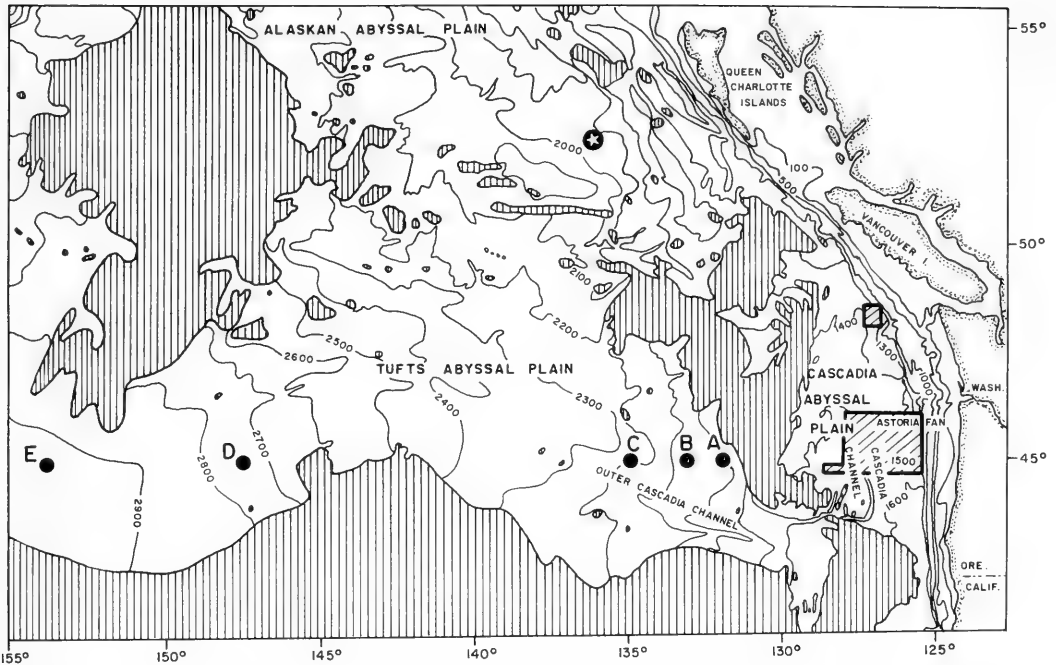 ALASKAN ABYSSAL PLAIN
55°
QUEEN
CHARLOTTE
ISLANDS
2000
100
500
VANCOUVER I.
50°
2100
2200
1400
1300
2500
2600
TUFTS ABYSSAL PLAIN
2300
2400
CASCADIA
ABYSSAL
PLAIN
1000
WASH.
ASTORIA FAN
E
D
2700
2800
C
B
A
45°
1500
CASCADIA
CHANNEL
1600
2900
OUTER CASCADIA CHANNEL
ORE.
CALIF.
155°
150°
145°
140°
135°
130°
125°